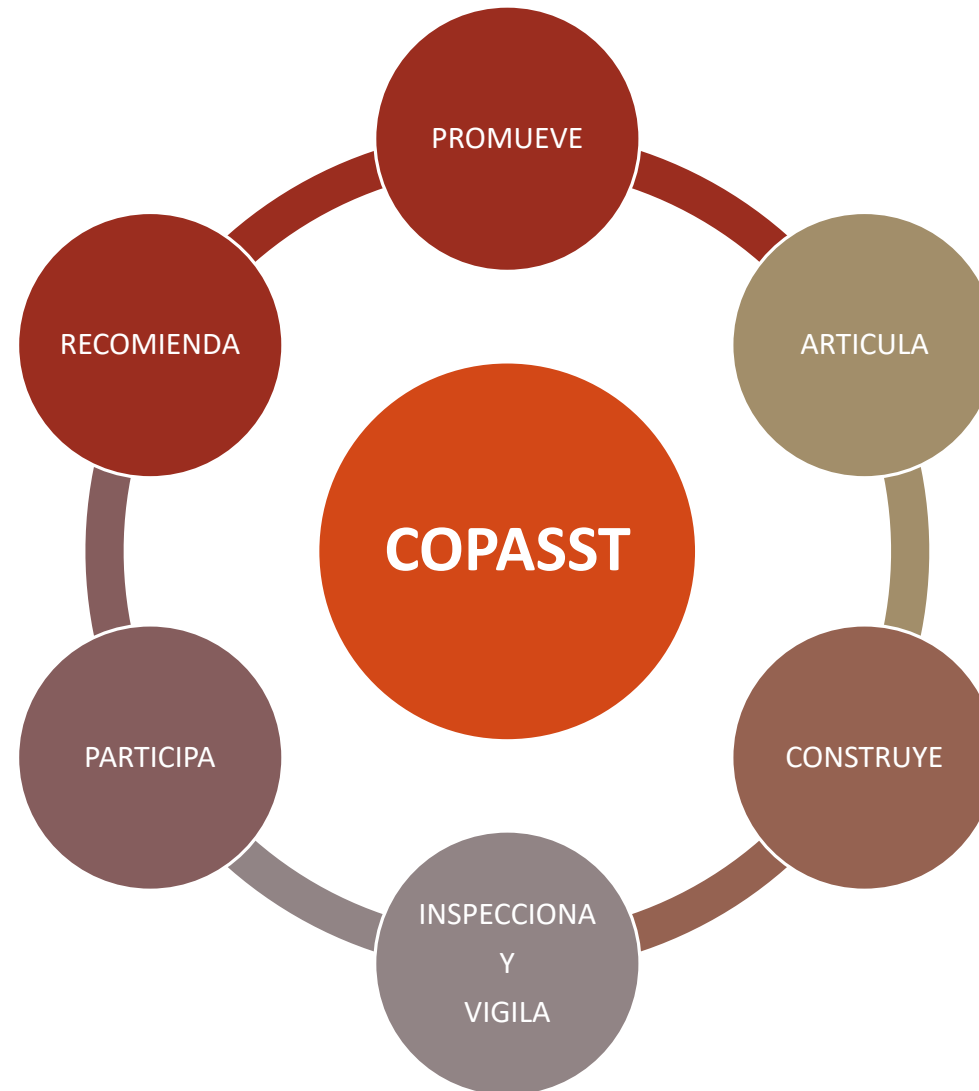 PROMUEVE
ARTICULA
CONSTRUYE
INSPECCIONA
Y
VIGILA
PARTICIPA
RECOMIENDA
COPASST